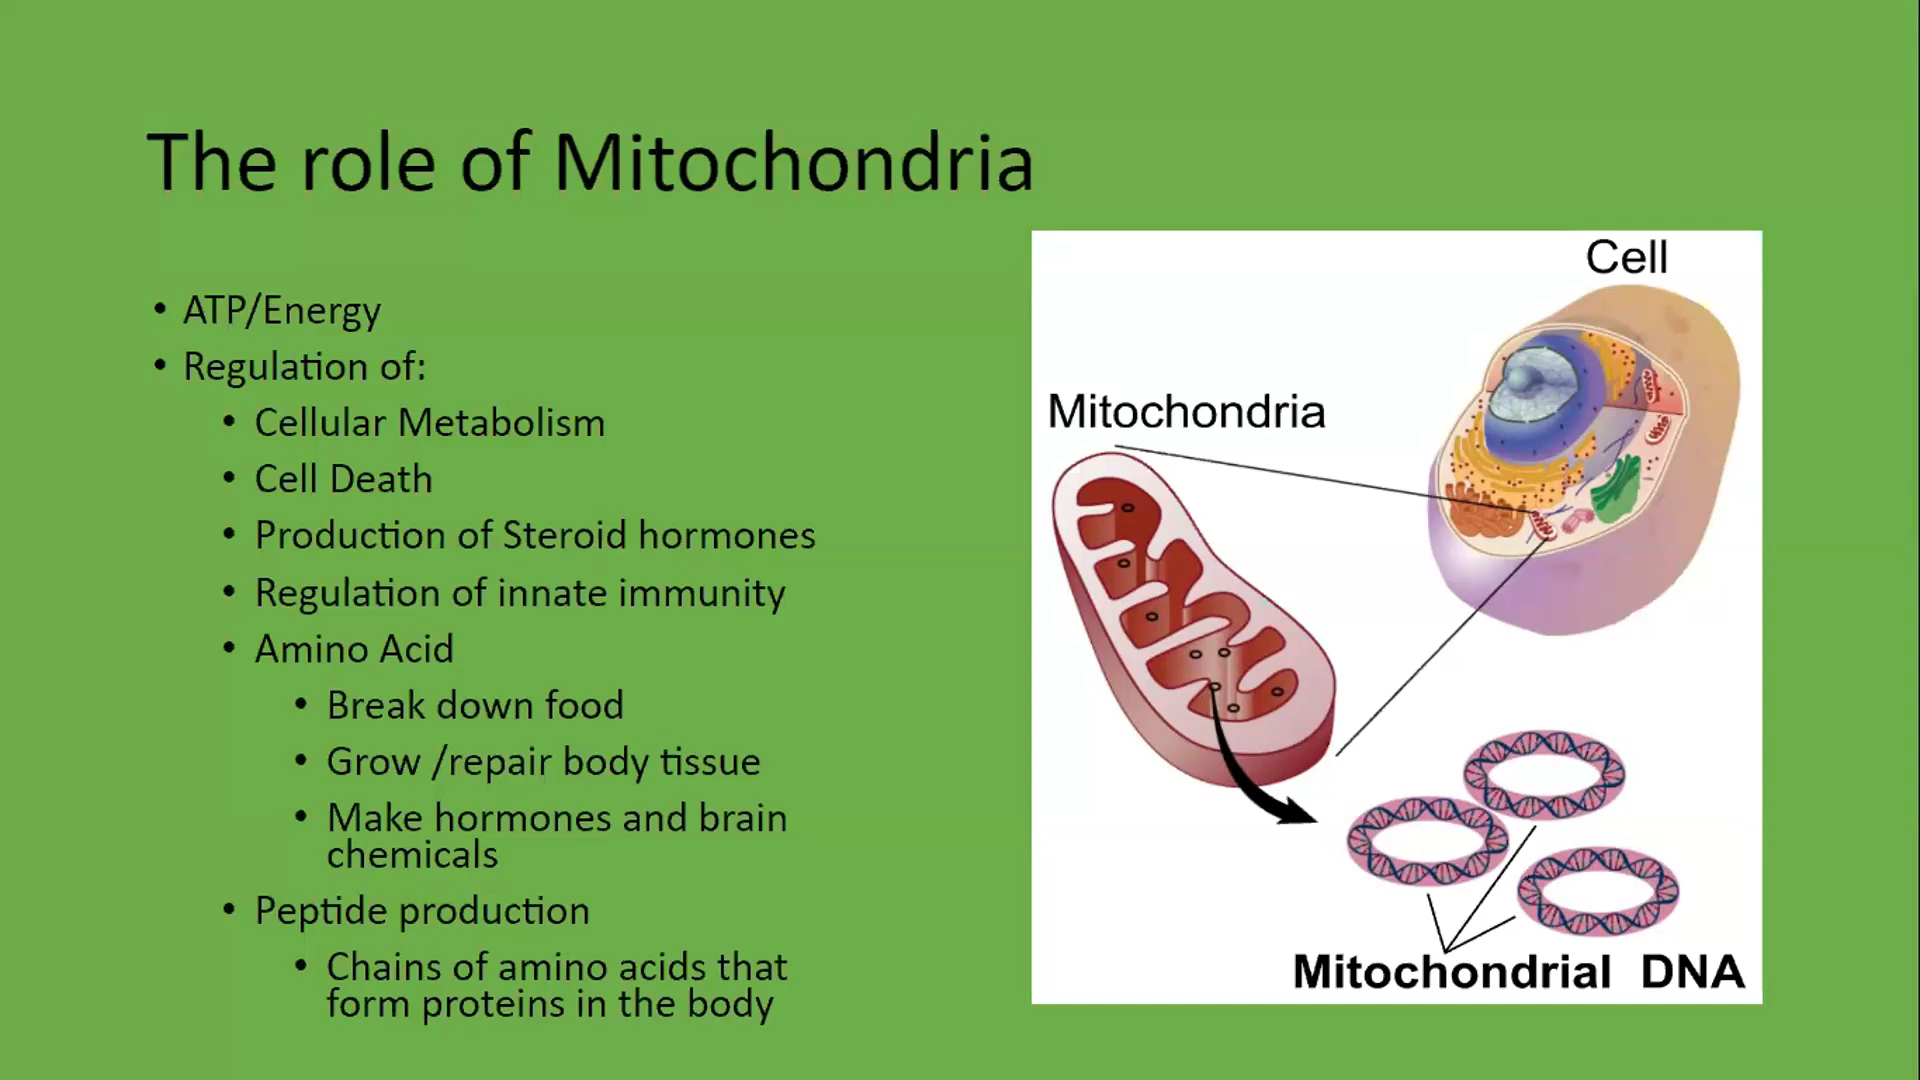 The role of Mitochondria
• ATP/Energy
• Regulation of:
• Cellular Metabolism
• Cell Death
• Production of Steroid hormones
• Regulation of innate immunity
• Amino Acid
• Break down food
• Grow /repair body tissue
• Make hormones and brain
chemicals
• Peptide production
• Chains of amino acids that
form proteins in the body
Cell
Mitochondria
Mitochondrial DNA